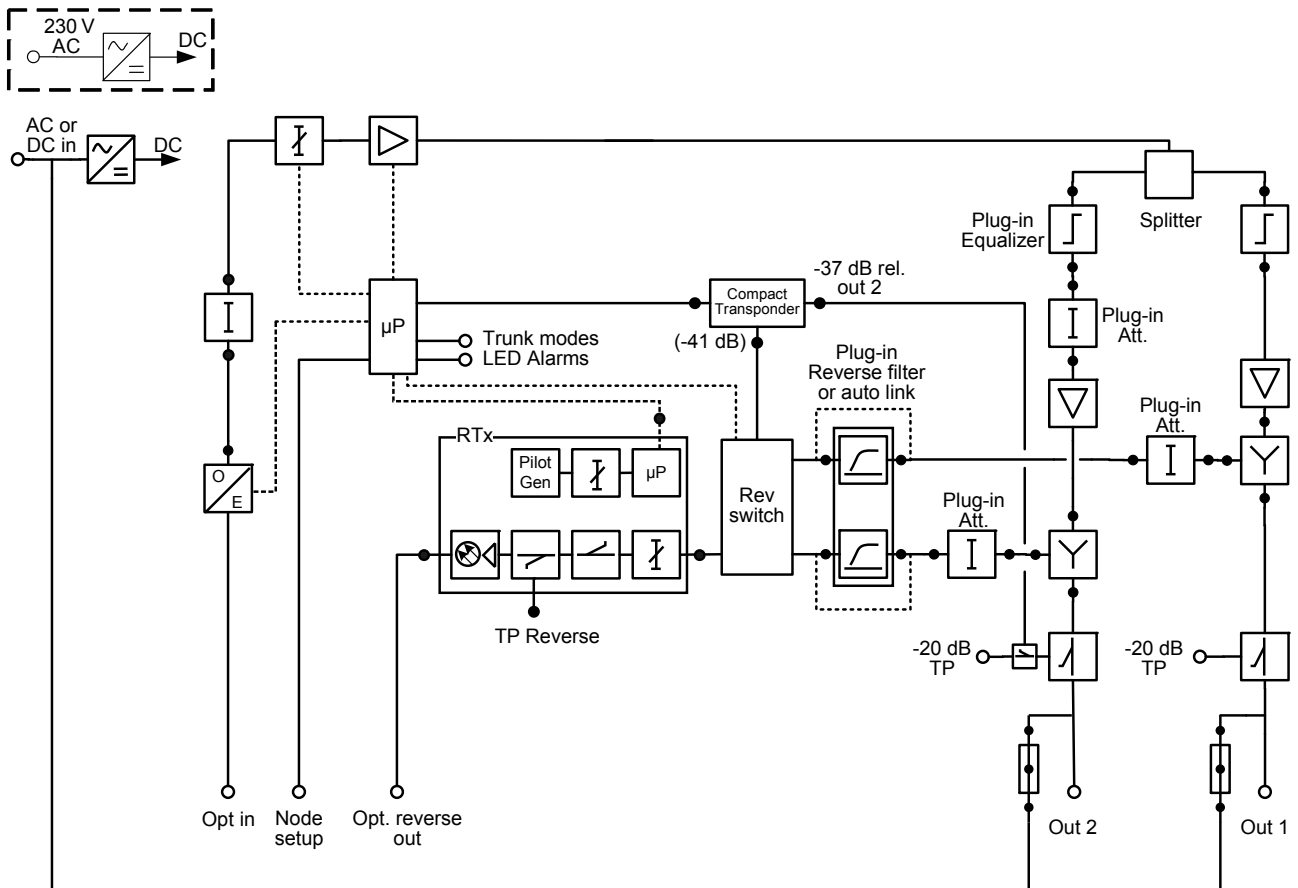 230 V
AC
DC
AC or
DC in
DC
Splitter
Plug-in
Equalizer
-37 dB rel.
out 2
Compact
Transponder
(-41 dB)
Plug-in
Att.
µP
Trunk modes
LED Alarms
Plug-in
Reverse filter
or auto link
Plug-in
Att.
RTx
Pilot
Gen
µP
O
E
Rev
switch
Plug-in
Att.
TP Reverse
-20 dB
TP
-20 dB
TP
Opt in
Node
setup
Opt. reverse
out
Out 2
Out 1